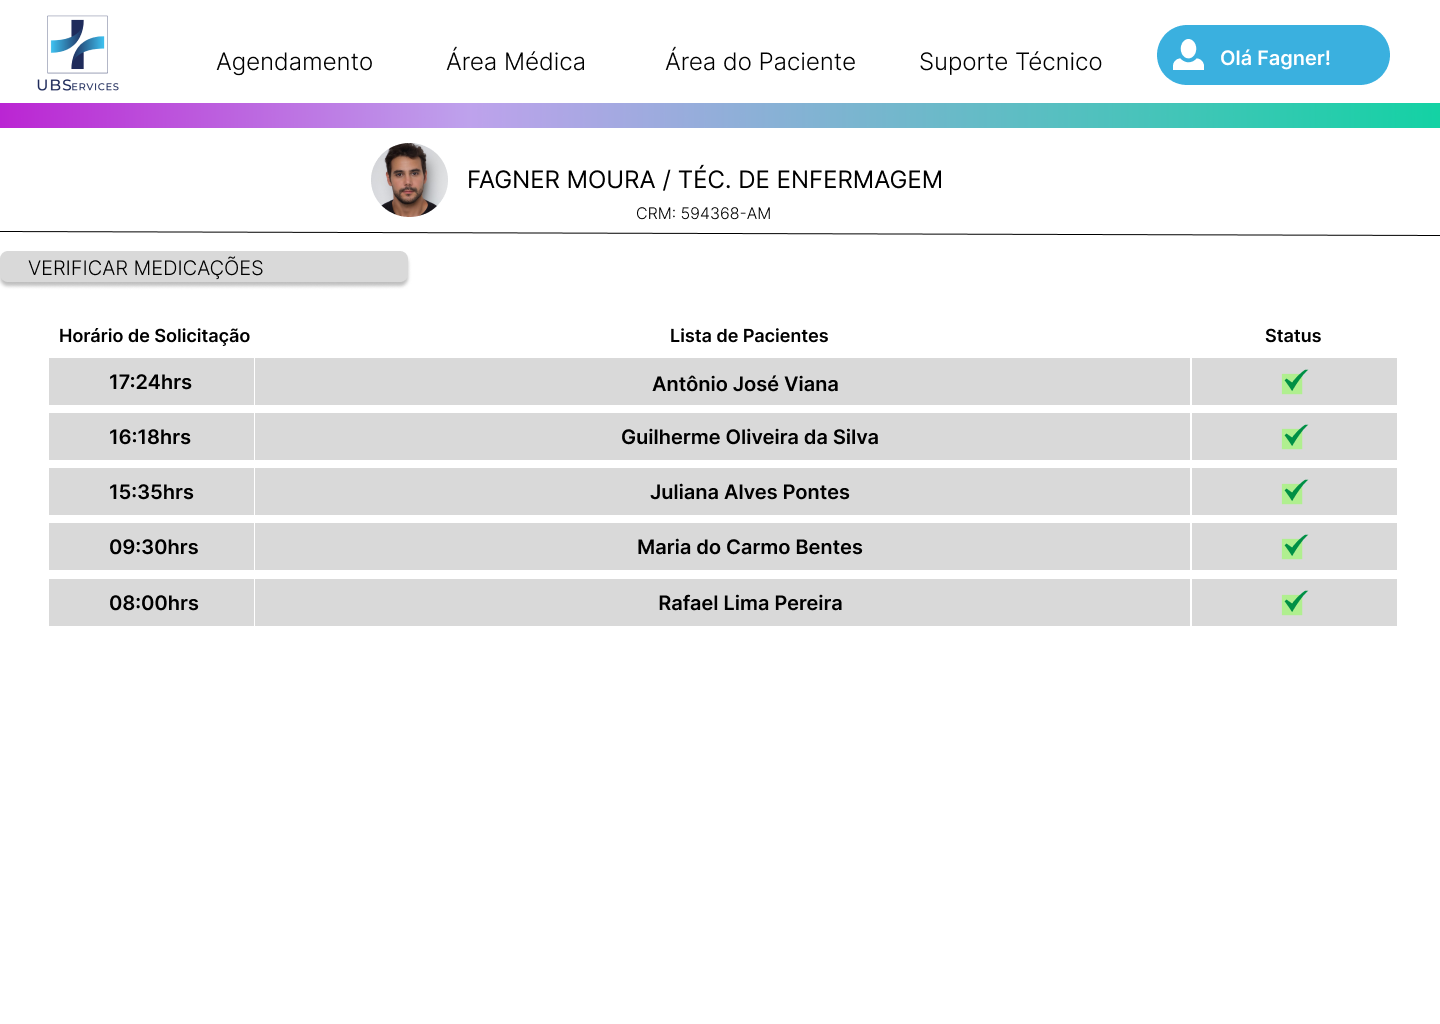 UBServices
Agendamento
Área Médica
Área do Paciente
Suporte Técnico
Olá Fagner!
FAGNER MOURA / TÉC. DE ENFERMAGEM
CRM: 594368-AM
VERIFICAR MEDICAÇÕES
Horário de Solicitação Lista de Pacientes Status
17:24hrs Antônio José Viana
16:18hrs Guilherme Oliveira da Silva
15:35hrs Juliana Alves Pontes
09:30hrs Maria do Carmo Bentes
08:00hrs Rafael Lima Pereira